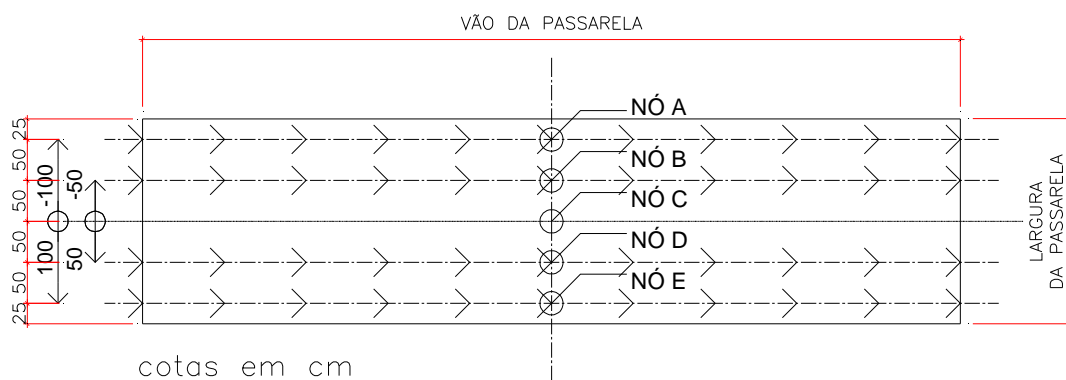 VÃO DA PASSARELA
NÓ A
NÓ B
NÓ C
NÓ D
NÓ E
25
50
50
50
50
25
-100
100
-50
50
LARGURA
DA PASSARELA
cotas em cm